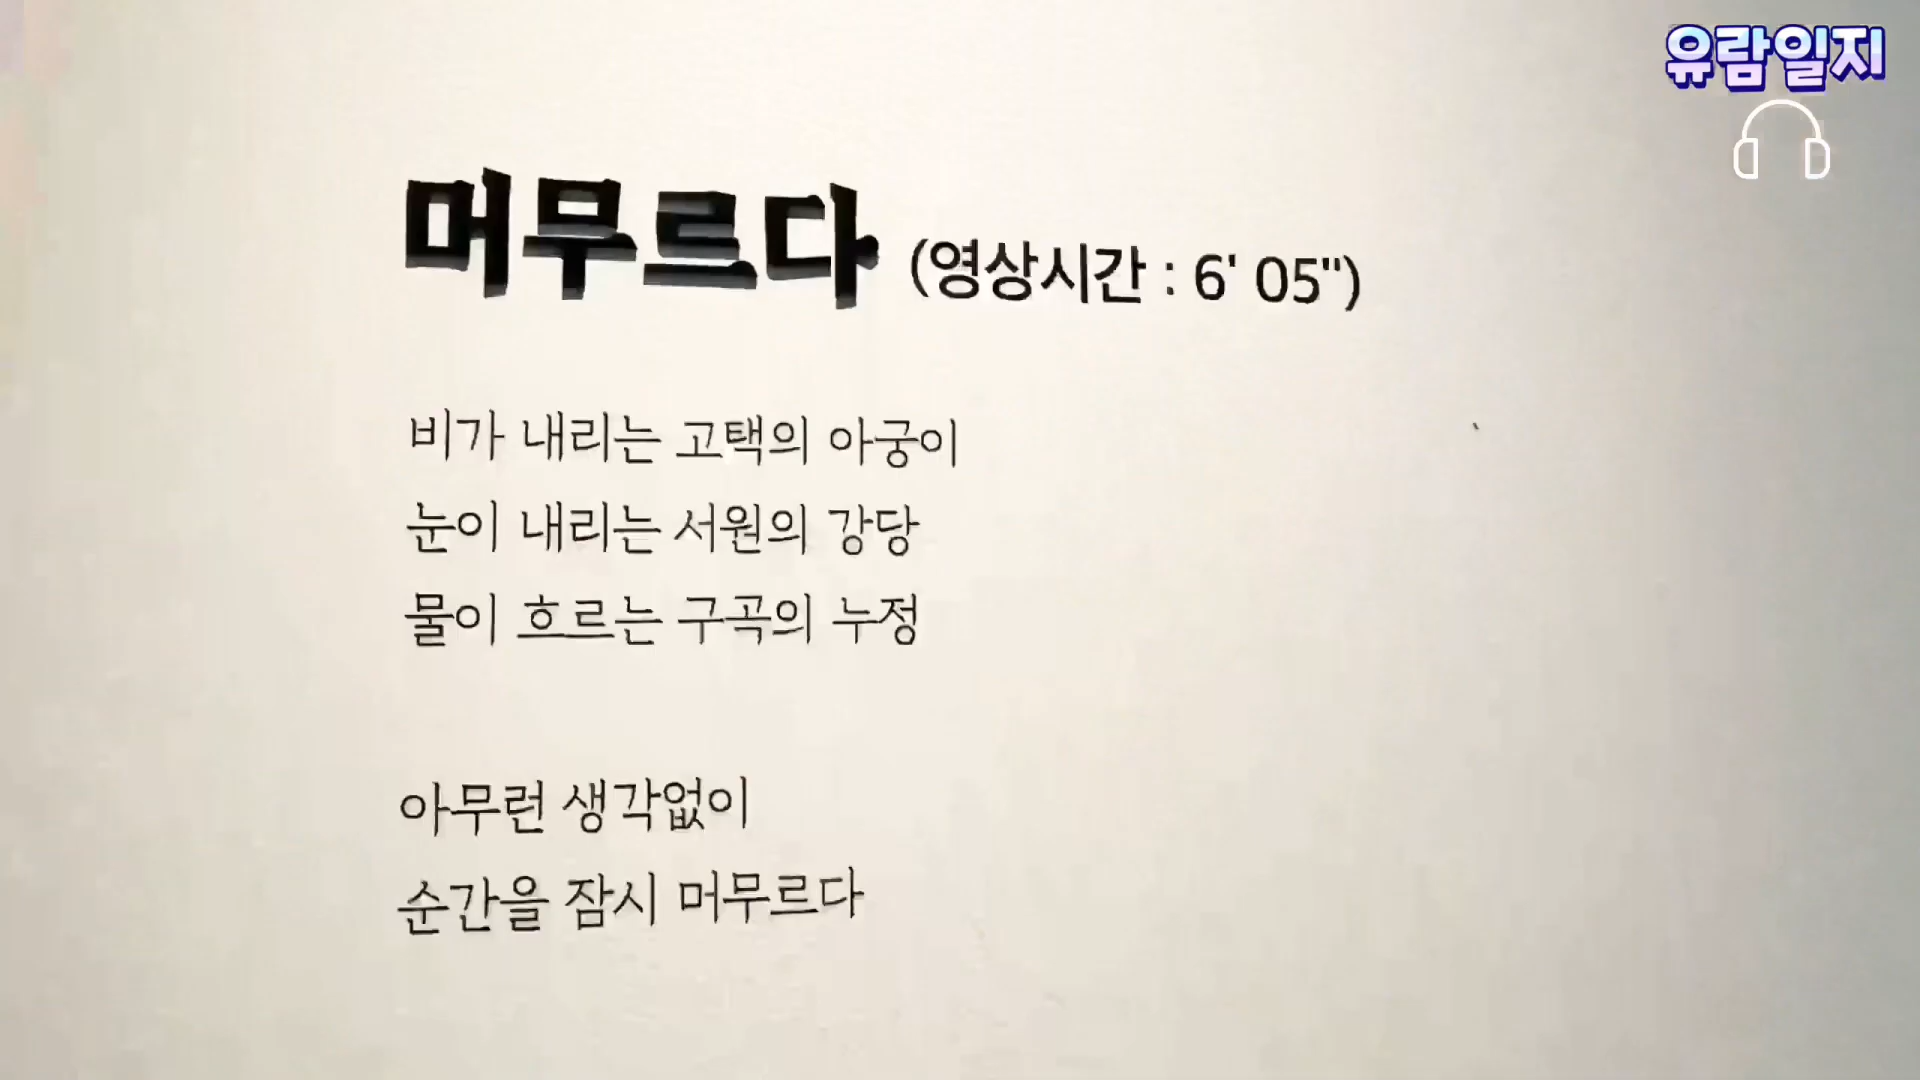 유람일지
머무르다 (영상시간 : 6' 05")
비가 내리는 고택의 아궁이
눈이 내리는 서원의 강당
물이 흐르는 구곡의 누정
아무런 생각없이
순간을 잠시 머무르다